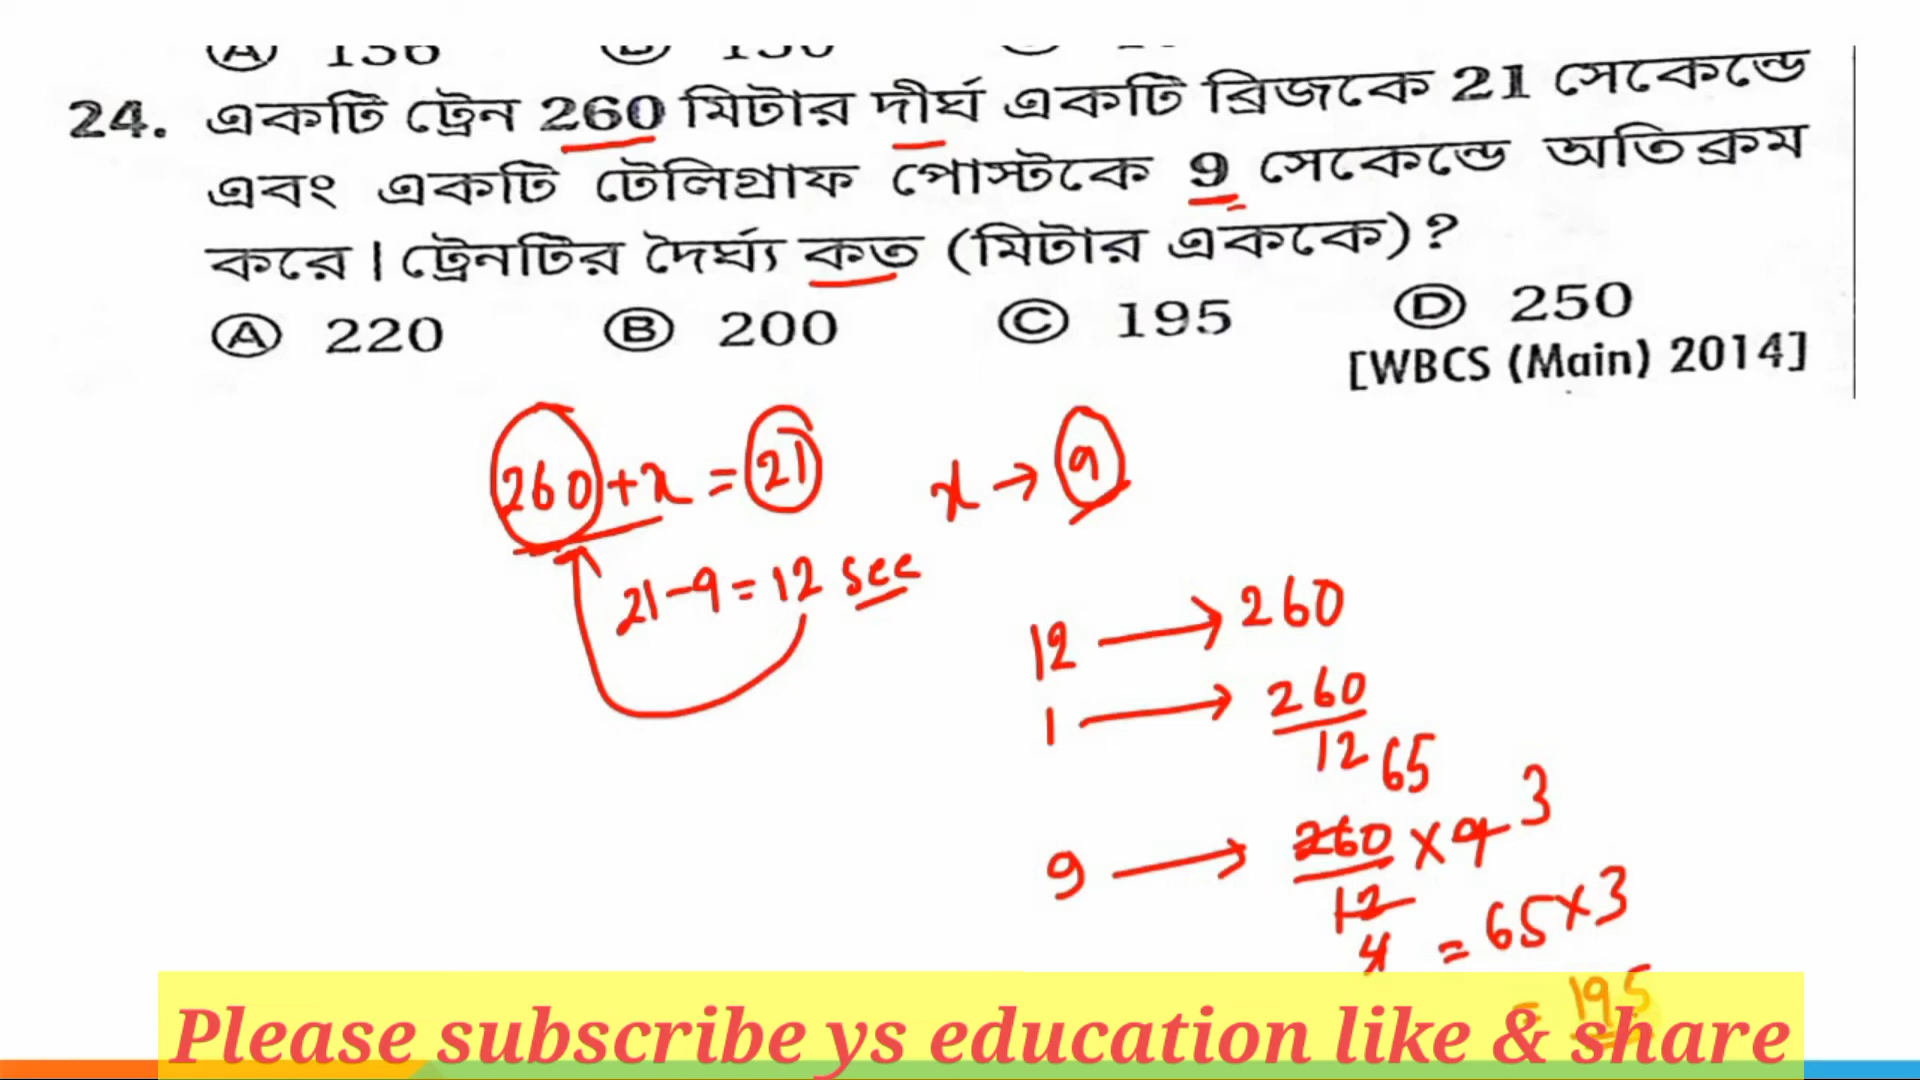 24. একটি ট্রেন 260 মিটার দীর্ঘ একটি ব্রিজকে 21 সেকেন্ডে
এবং একটি টেলিগ্রাফ পোস্টকে 9 সেকেন্ডে অতিক্রম
করে। ট্রেনটির দৈর্ঘ্য কত (মিটার এককে)?
Ⓐ 220 Ⓑ 200 Ⓒ 195 Ⓓ 250
[WBCS (Main) 2014]
260+x = 21 x → 9
21-9=12 sec
12 → 260
1 → 260/12
65
9 → 260/12 × 9 3
4
= 65×3
= 195
Please subscribe ys education like & share